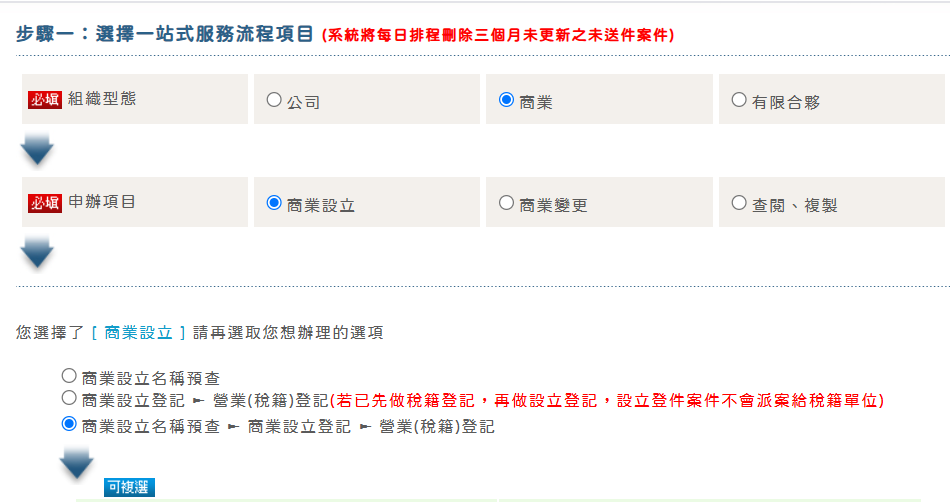 步驟一：選擇一站式服務流程項目 (系統將每日排程刪除三個月未更新之未送件案件)
必填 組織型態 公司 商業 有限合夥
必填 申辦項目 商業設立 商業變更 查閱、複製
您選擇了 [ 商業設立 ] 請再選取您想辦理的選項
商業設立名稱預查
商業設立登記 ► 營業(稅籍)登記(若已先做稅籍登記，再做設立登記，設立登件案件不會派案給稅籍單位)
商業設立名稱預查 ► 商業設立登記 ► 營業(稅籍)登記
可複選